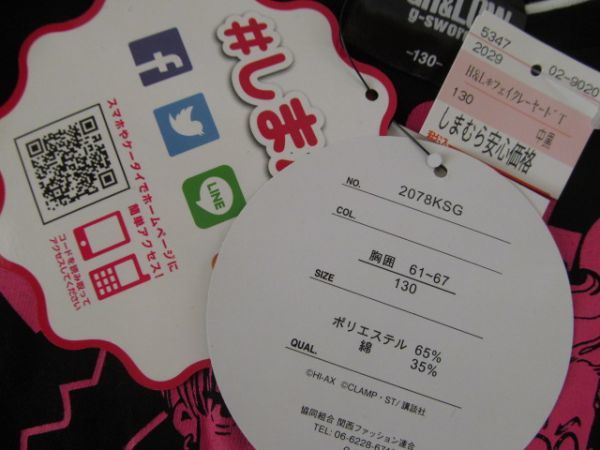 #しま
LINE
スマホやケータイでホームページに
簡単アクセス!
コードを読み取って
アクセスしてください
g-sword
-130-
5347
2029
02-9020
H&L*フェイクレーヤードT
130
中黒
しまむら安心価格
NO. 2078KSG
COL.
胸囲 61~67
SIZE 130
ポリエステル 65%
QUAL. 綿 35%
©HI-AX ©CLAMP・ST/講談社
協同組合 関西ファッション連合
TEL: 06-6228-67